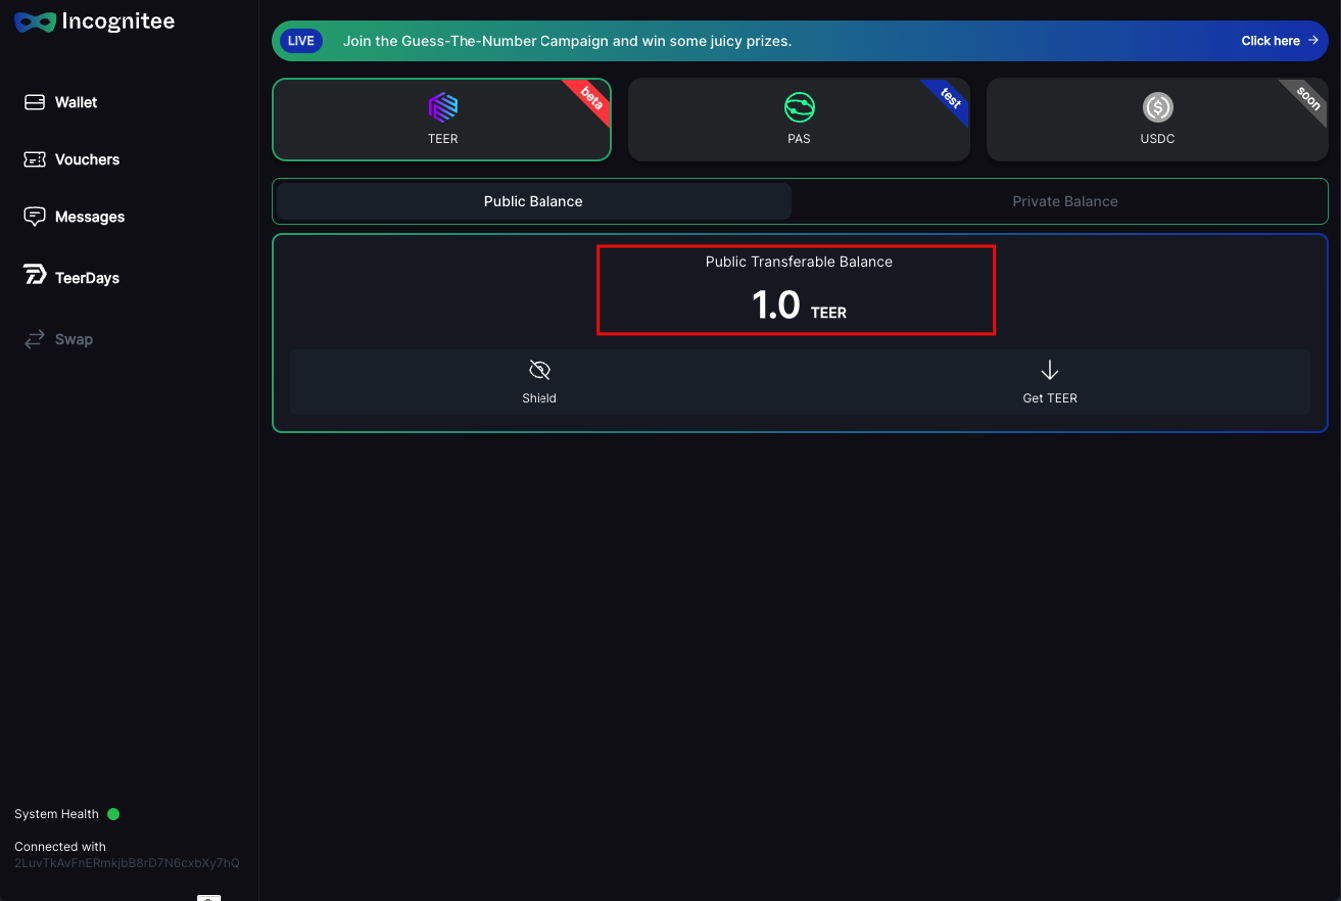 Incognitee
LIVE Join the Guess-The-Number Campaign and win some juicy prizes. Click here →
Wallet
Vouchers
Messages
TeerDays
Swap
TEER beta
PAS test
USDC soon
Public Balance Private Balance
Public Transferable Balance
1.0 TEER
Shield Get TEER
System Health
Connected with
2LuvTkAvFnERmkjbB8rD7N6cxbXy7hQ